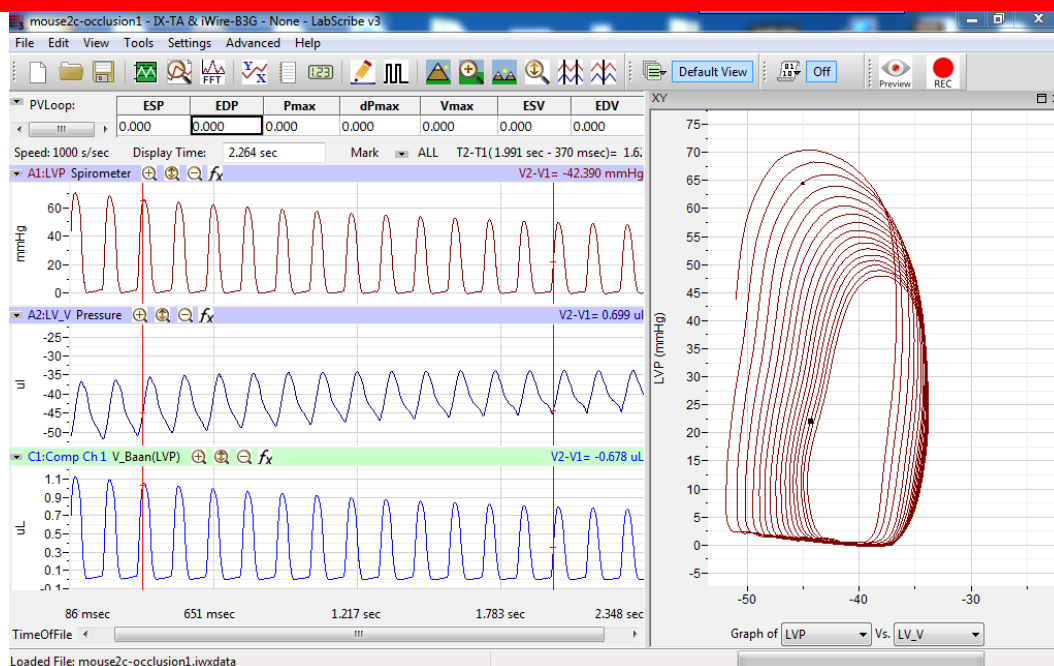 mouse2c-occlusion1 - IX-TA & iWire-B3G - None - LabScribe v3
File Edit View Tools Settings Advanced Help
FFT Y X 123 Default View Off Preview REC
PVLoop: ESP EDP Pmax dPmax Vmax ESV EDV
0.000 0.000 0.000 0.000 0.000 0.000 0.000
Speed: 1000 s/sec Display Time: 2.264 sec Mark ALL T2-T1( 1.991 sec - 370 msec)= 1.62
A1:LVP Spirometer fx V2-V1= -42.390 mmHg
60-
40-
20-
0-
mmHg
A2:LV_V Pressure fx V2-V1= 0.699 ul
-25-
-30-
-35-
-40-
-45-
-50-
ul
C1:Comp Ch 1 V_Baan(LVP) fx V2-V1= -0.678 uL
1.1-
0.9-
0.7-
0.5-
0.3-
0.1-
-0.1-
uL
86 msec 651 msec 1.217 sec 1.783 sec 2.348 sec
TimeOfFile
XY
75-
70-
65-
60-
55-
50-
45-
40-
35-
30-
25-
20-
15-
10-
5-
0-
-5-
LVP (mmHg)
-50 -40 -30
Graph of LVP Vs. LV_V
Loaded File: mouse2c-occlusion1.iwxdata